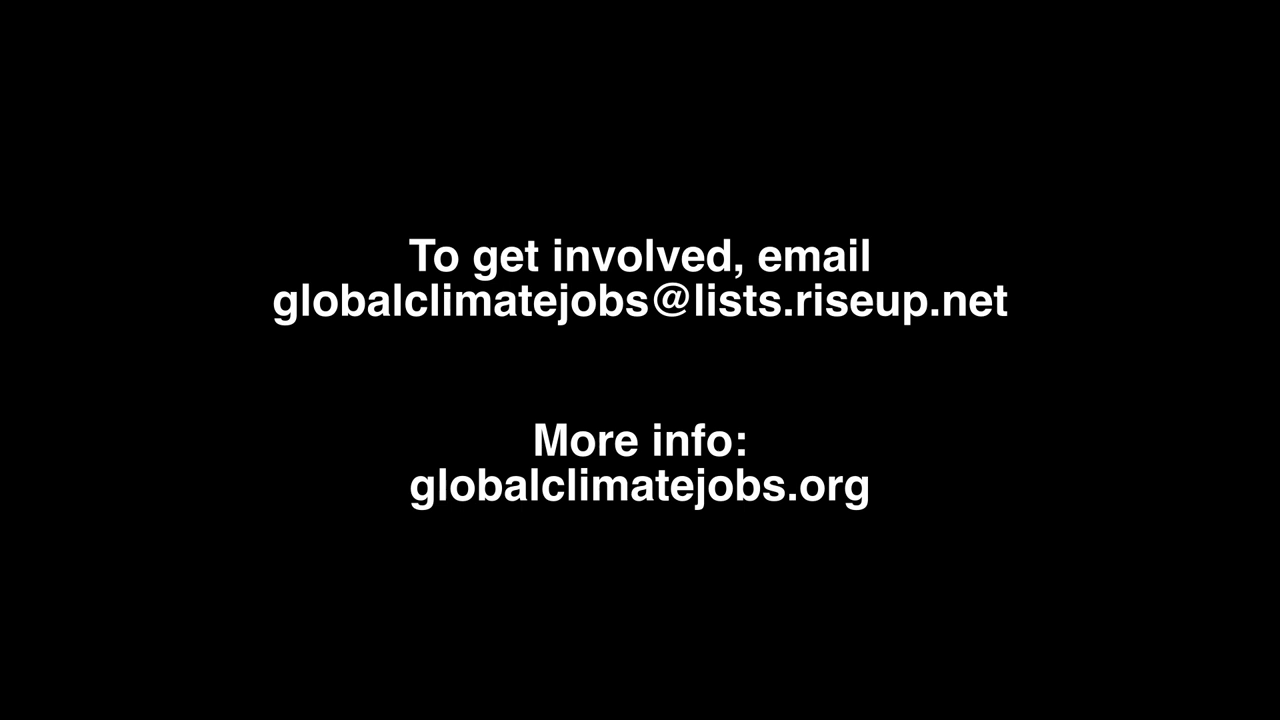 To get involved, email
globalclimatejobs@lists.riseup.net
More info:
globalclimatejobs.org